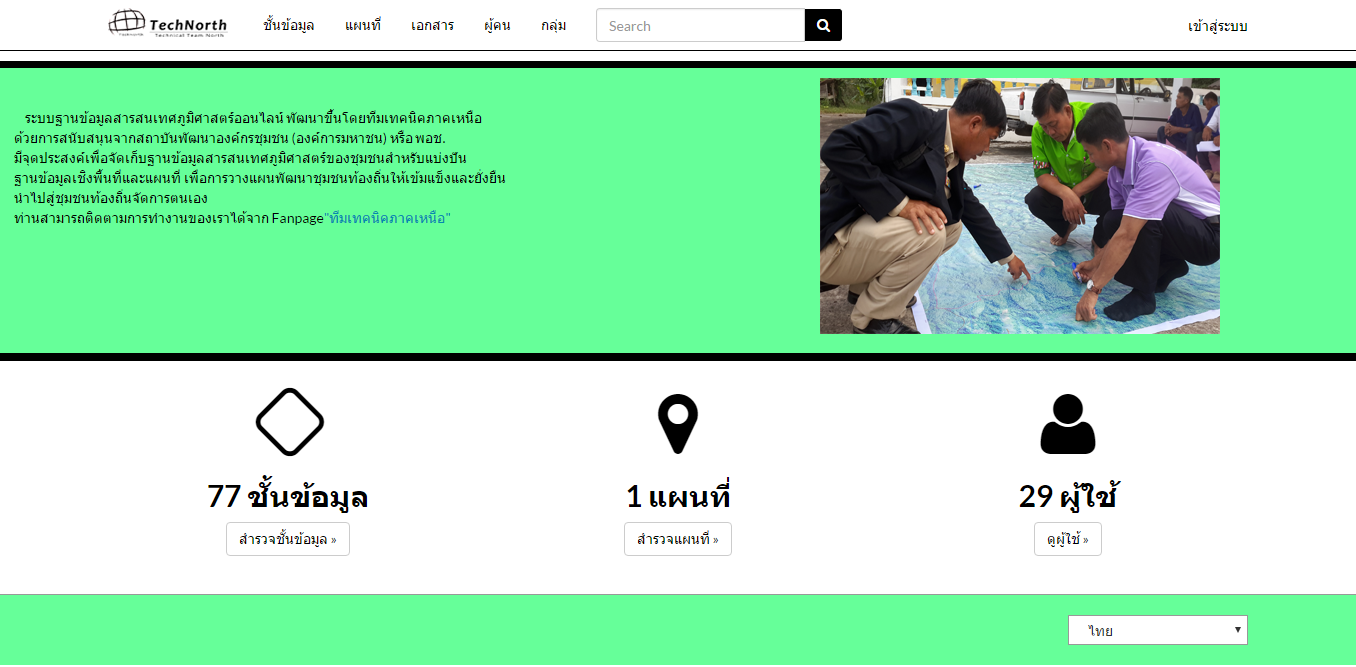 TechNorth
Technical Team North
ชั้นข้อมูล
แผนที่
เอกสาร
ผู้คน
กลุ่ม
Search
เข้าสู่ระบบ
ระบบฐานข้อมูลสารสนเทศภูมิศาสตร์ออนไลน์ พัฒนาขึ้นโดยทีมเทคนิคภาคเหนือ
ด้วยการสนับสนุนจากสถาบันพัฒนาองค์กรชุมชน (องค์การมหาชน) หรือ พอช.
มีจุดประสงค์เพื่อจัดเก็บฐานข้อมูลสารสนเทศภูมิศาสตร์ของชุมชนสำหรับแบ่งปัน
ฐานข้อมูลเชิงพื้นที่และแผนที่ เพื่อการวางแผนพัฒนาชุมชนท้องถิ่นให้เข้มแข็งและยั่งยืน
นำไปสู่ชุมชนท้องถิ่นจัดการตนเอง
ท่านสามารถติดตามการทำงานของเราได้จาก Fanpage"ทีมเทคนิคภาคเหนือ"
77 ชั้นข้อมูล
สำรวจชั้นข้อมูล »
1 แผนที่
สำรวจแผนที่ »
29 ผู้ใช้
ดูผู้ใช้ »
ไทย